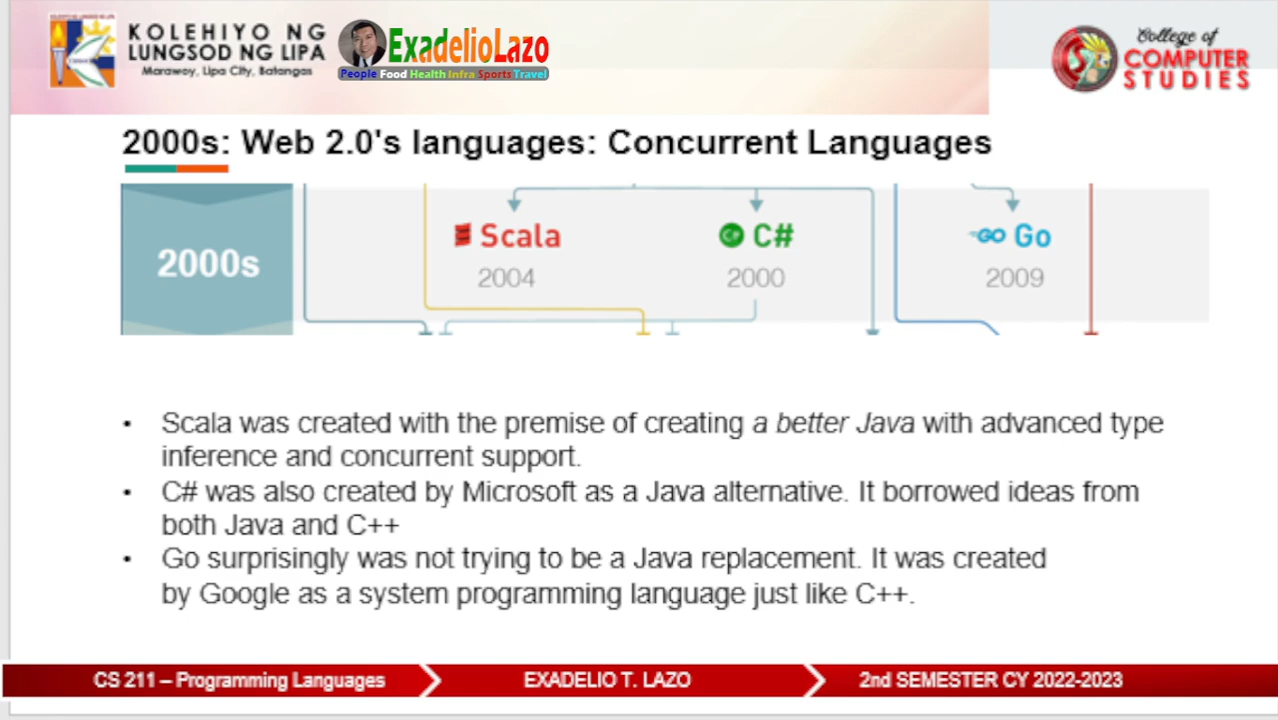 KOLEHIYO NG
LUNGSOD NG LIPA
Marawoy, Lipa City, Batangas
ExadelioLazo
People Food Health Infra Sports Travel
College of
COMPUTER
STUDIES
2000s: Web 2.0's languages: Concurrent Languages
2000s
Scala
2004
C#
2000
GO Go
2009
• Scala was created with the premise of creating a better Java with advanced type
inference and concurrent support.
• C# was also created by Microsoft as a Java alternative. It borrowed ideas from
both Java and C++
• Go surprisingly was not trying to be a Java replacement. It was created
by Google as a system programming language just like C++.
CS 211 – Programming Languages
EXADELIO T. LAZO
2nd SEMESTER CY 2022-2023